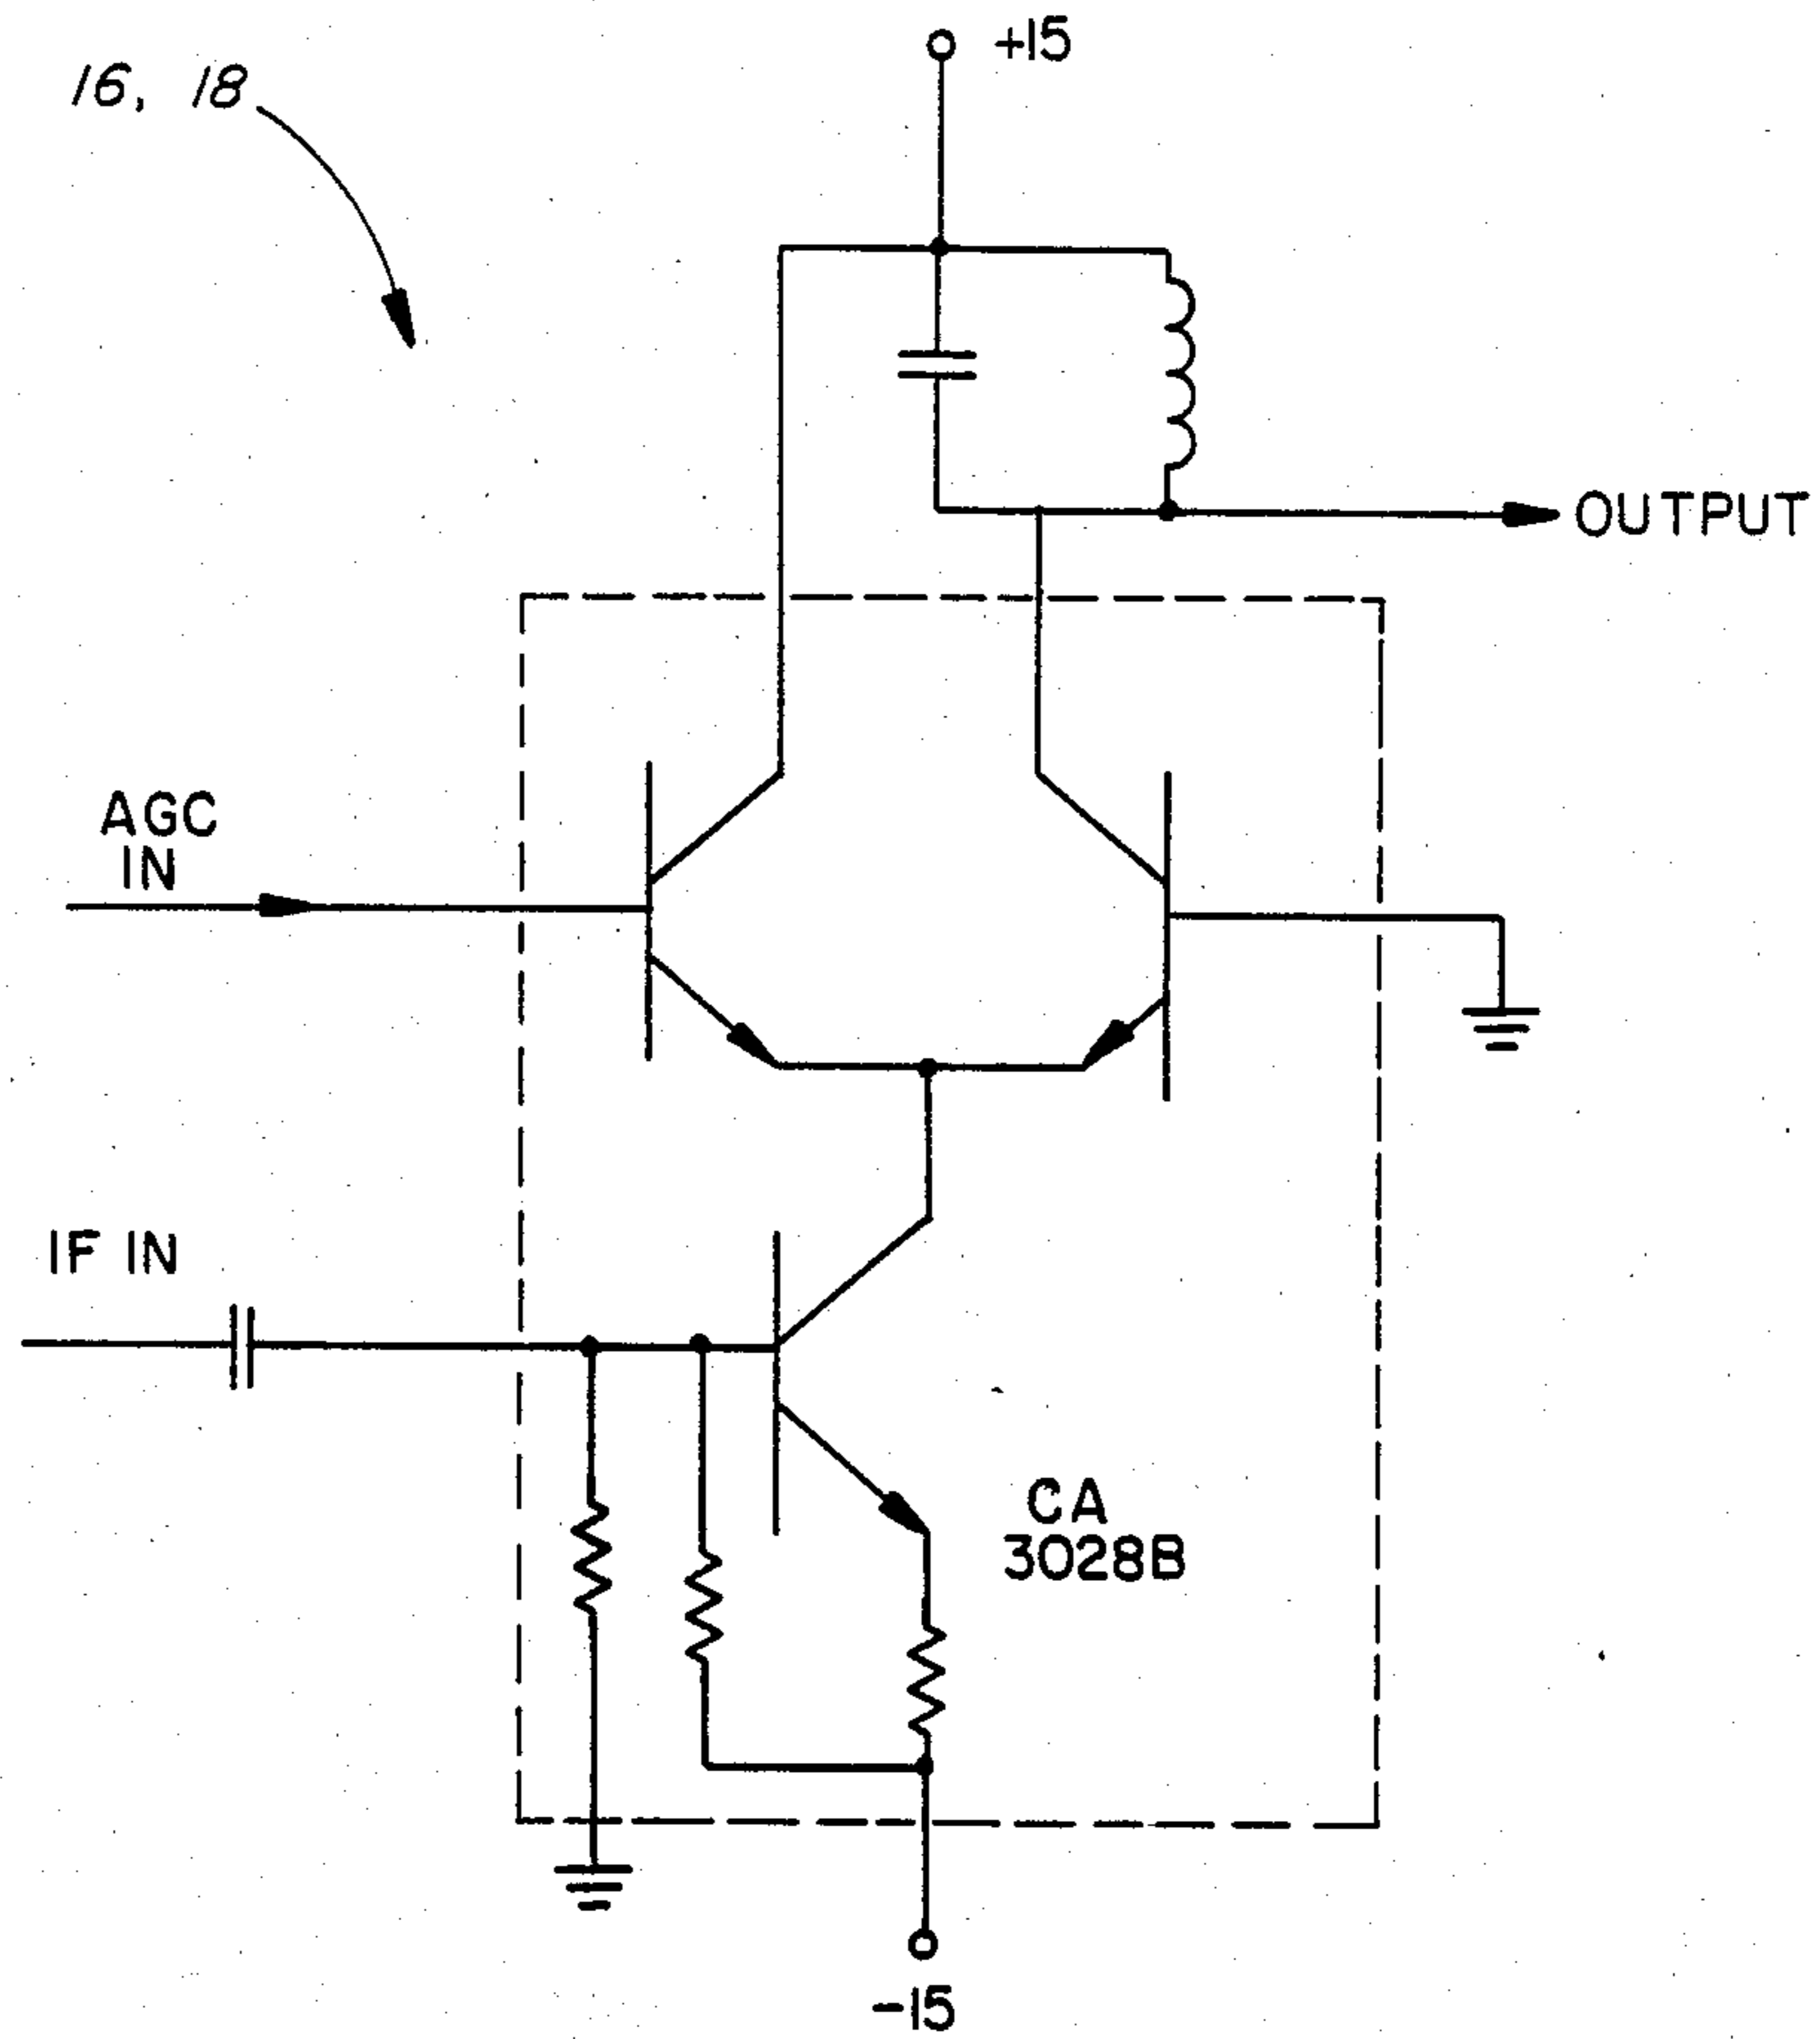 +15
16, 18
OUTPUT
AGC
IN
IF IN
CA
3028B
-15